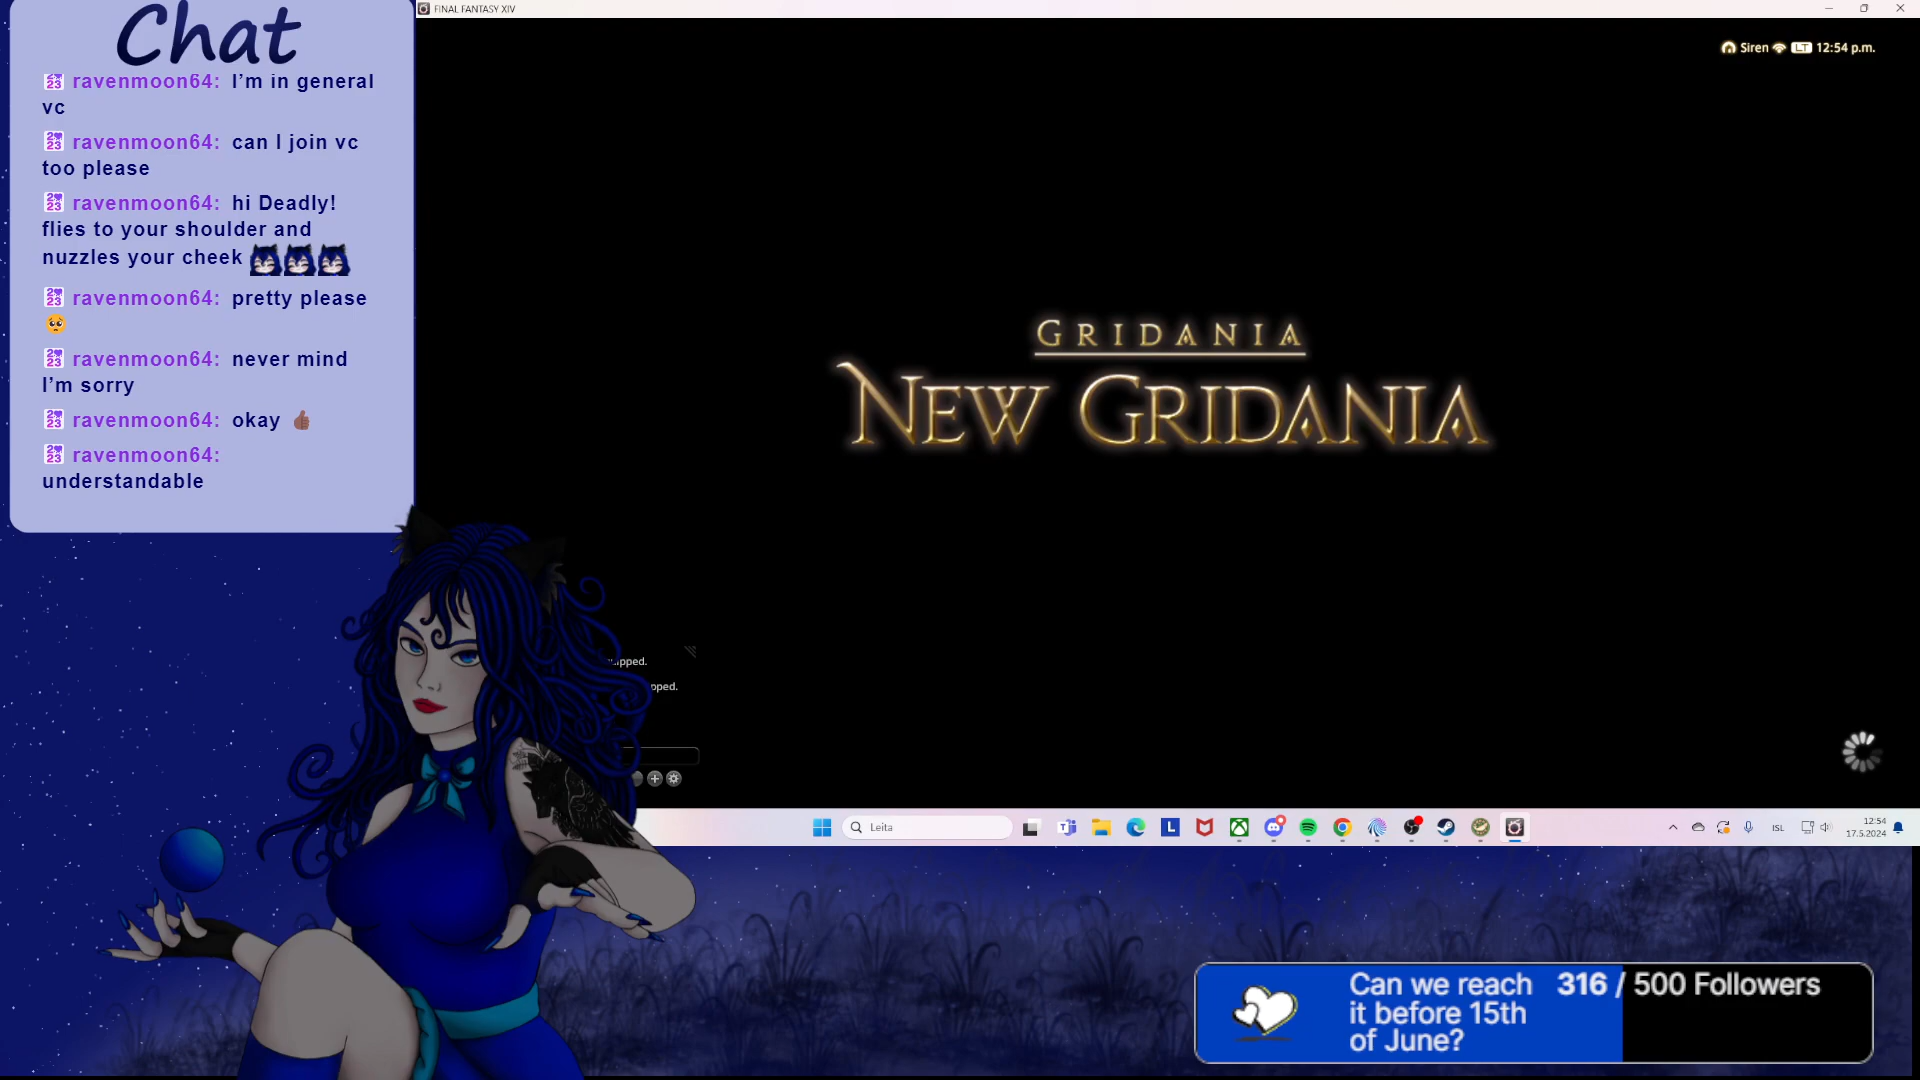 FINAL FANTASY XIV
Siren LT 12:54 p.m.
Chat
ravenmoon64: I’m in general
vc
ravenmoon64: can I join vc
too please
ravenmoon64: hi Deadly!
flies to your shoulder and
nuzzles your cheek
ravenmoon64: pretty please
ravenmoon64: never mind
I’m sorry
ravenmoon64: okay
ravenmoon64:
understandable
GRIDANIA
NEW GRIDANIA
Leita
ISL
12:54
17.5.2024
Can we reach
it before 15th
of June?
316 / 500 Followers